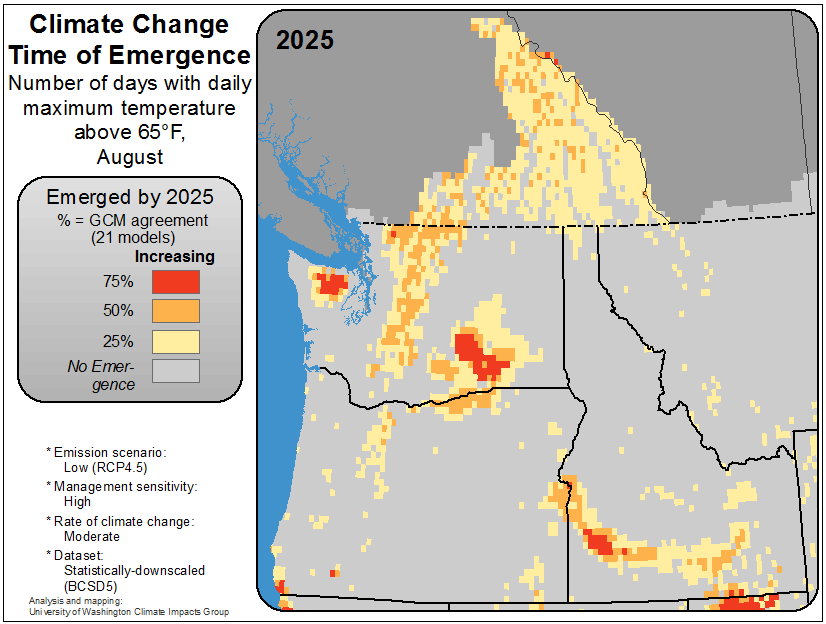 Climate Change
Time of Emergence
Number of days with daily
maximum temperature
above 65°F,
August
2025
Emerged by 2025
% = GCM agreement
(21 models)
Increasing
75%
50%
25%
No Emer-
gence
* Emission scenario:
Low (RCP4.5)
* Management sensitivity:
High
* Rate of climate change:
Moderate
* Dataset:
Statistically-downscaled
(BCSD5)
Analysis and mapping:
University of Washington Climate Impacts Group